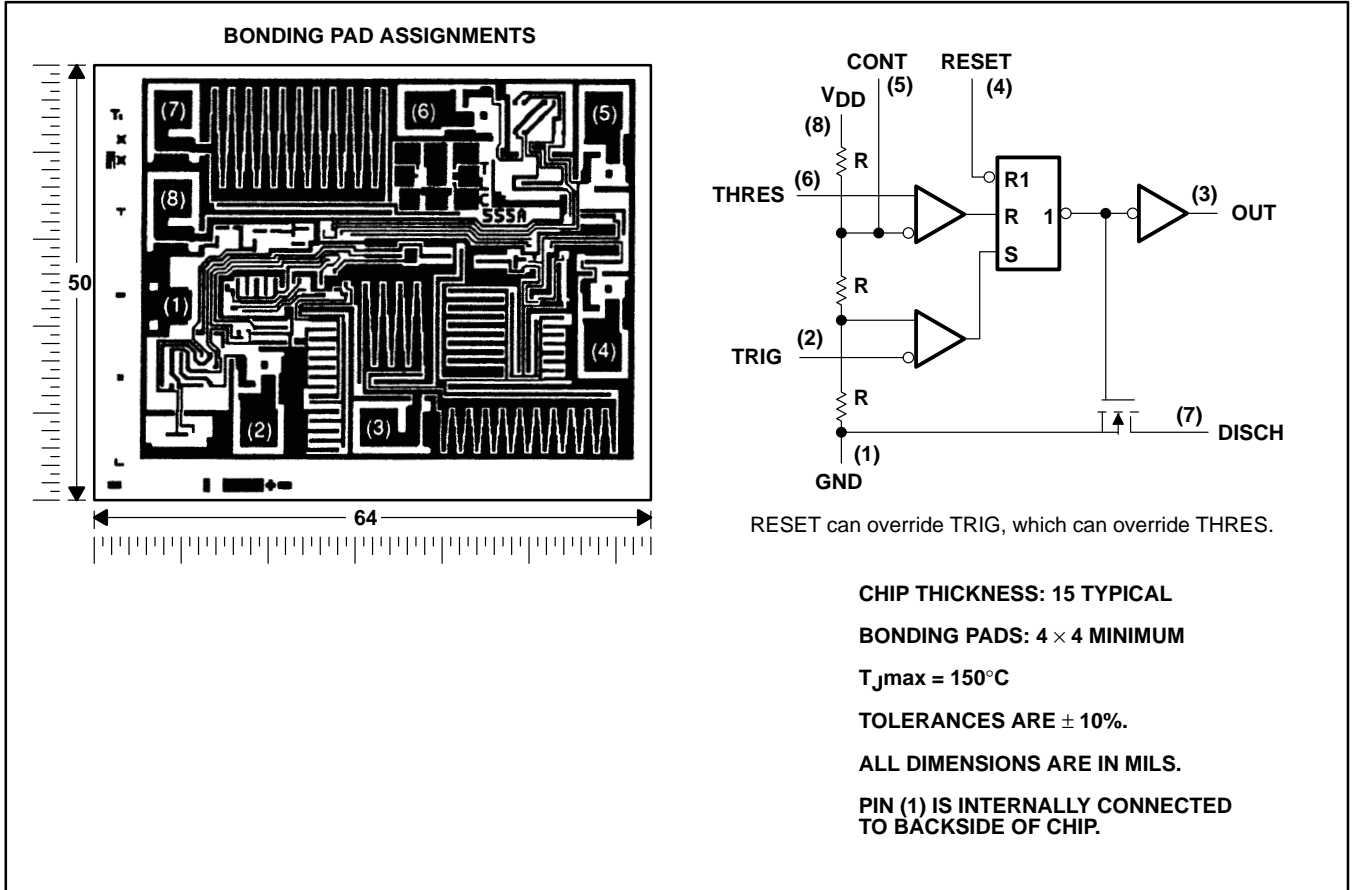 BONDING PAD ASSIGNMENTS
(7)
(6)
(5)
(8)
555A
(1)
(4)
(2)
(3)
50
64
CONT
(5)
RESET
(4)
VDD
(8)
R
THRES
(6)
R1
R
1
S
(3)
OUT
R
TRIG
(2)
R
(7)
DISCH
(1)
GND
RESET can override TRIG, which can override THRES.
CHIP THICKNESS: 15 TYPICAL
BONDING PADS: 4 × 4 MINIMUM
TJmax = 150°C
TOLERANCES ARE ± 10%.
ALL DIMENSIONS ARE IN MILS.
PIN (1) IS INTERNALLY CONNECTED
TO BACKSIDE OF CHIP.